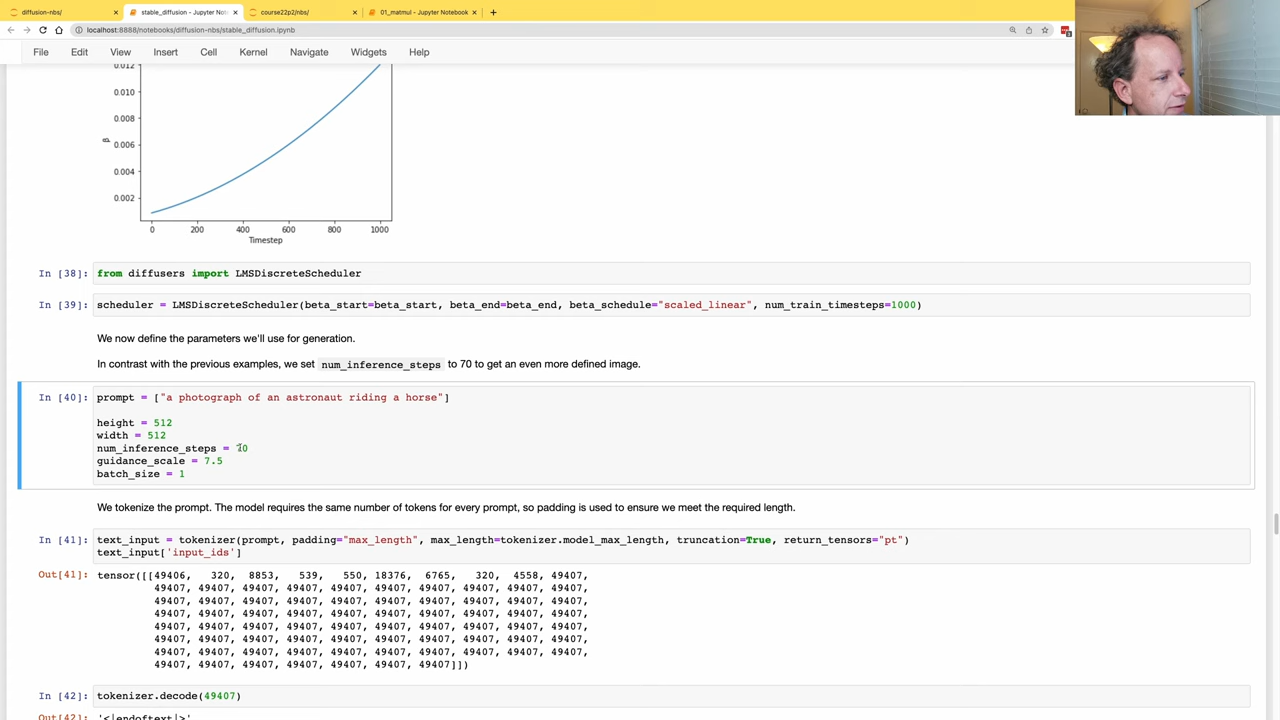 diffusion-nbs/
stable_diffusion - Jupyter No
course22p2/nbs/
01_matmul - Jupyter Notebook
localhost:8888/notebooks/diffusion-nbs/stable_diffusion.ipynb
File Edit View Insert Cell Kernel Navigate Widgets Help
0.012
0.010
0.008
0.006
0.004
0.002
β
0 200 400 600 800 1000
Timestep
In [38]: from diffusers import LMSDiscreteScheduler
In [39]: scheduler = LMSDiscreteScheduler(beta_start=beta_start, beta_end=beta_end, beta_schedule="scaled_linear", num_train_timesteps=1000)
We now define the parameters we'll use for generation.
In contrast with the previous examples, we set num_inference_steps to 70 to get an even more defined image.
In [40]: prompt = ["a photograph of an astronaut riding a horse"]
height = 512
width = 512
num_inference_steps = 70
guidance_scale = 7.5
batch_size = 1
We tokenize the prompt. The model requires the same number of tokens for every prompt, so padding is used to ensure we meet the required length.
In [41]: text_input = tokenizer(prompt, padding="max_length", max_length=tokenizer.model_max_length, truncation=True, return_tensors="pt")
text_input['input_ids']
Out[41]: tensor([[49406, 320, 8853, 539, 550, 18376, 6765, 320, 4558, 49407,
49407, 49407, 49407, 49407, 49407, 49407, 49407, 49407, 49407, 49407,
49407, 49407, 49407, 49407, 49407, 49407, 49407, 49407, 49407, 49407,
49407, 49407, 49407, 49407, 49407, 49407, 49407, 49407, 49407, 49407,
49407, 49407, 49407, 49407, 49407, 49407, 49407, 49407, 49407, 49407,
49407, 49407, 49407, 49407, 49407, 49407, 49407, 49407, 49407, 49407,
49407, 49407, 49407, 49407, 49407, 49407, 49407, 49407, 49407, 49407,
49407, 49407, 49407, 49407, 49407, 49407, 49407]])
In [42]: tokenizer.decode(49407)
Out[42]: '<|endoftext|>'